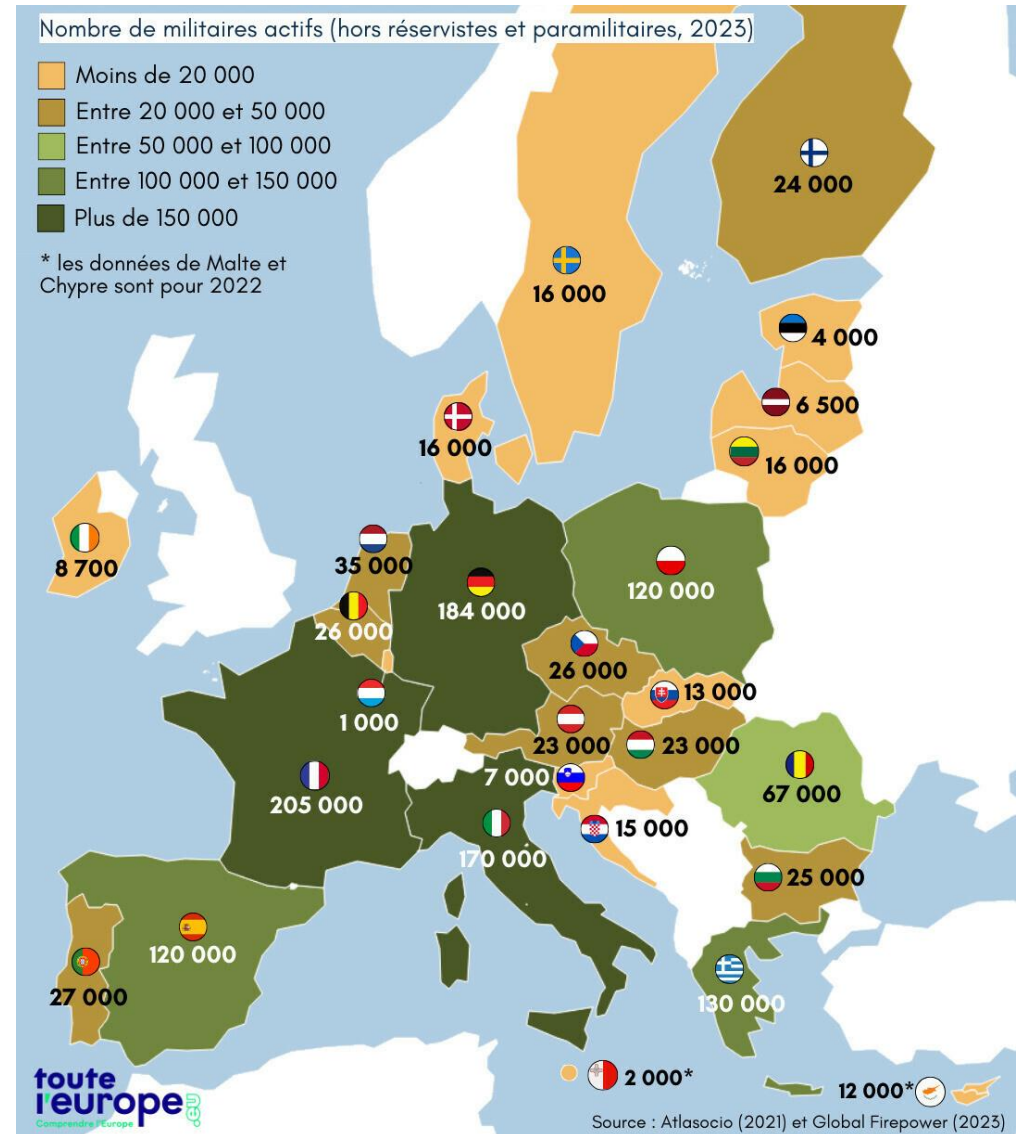 Nombre de militaires actifs (hors réservistes et paramilitaires, 2023)
Moins de 20 000
Entre 20 000 et 50 000
Entre 50 000 et 100 000
Entre 100 000 et 150 000
Plus de 150 000
* les données de Malte et
Chypre sont pour 2022
24 000
16 000
4 000
6 500
16 000
16 000
8 700
35 000
184 000
120 000
26 000
26 000
13 000
1 000
23 000
23 000
7 000
67 000
205 000
15 000
170 000
25 000
120 000
27 000
130 000
2 000*
12 000*
toute
l'europe.eu
Comprendre l'Europe
Source : Atlasocio (2021) et Global Firepower (2023)